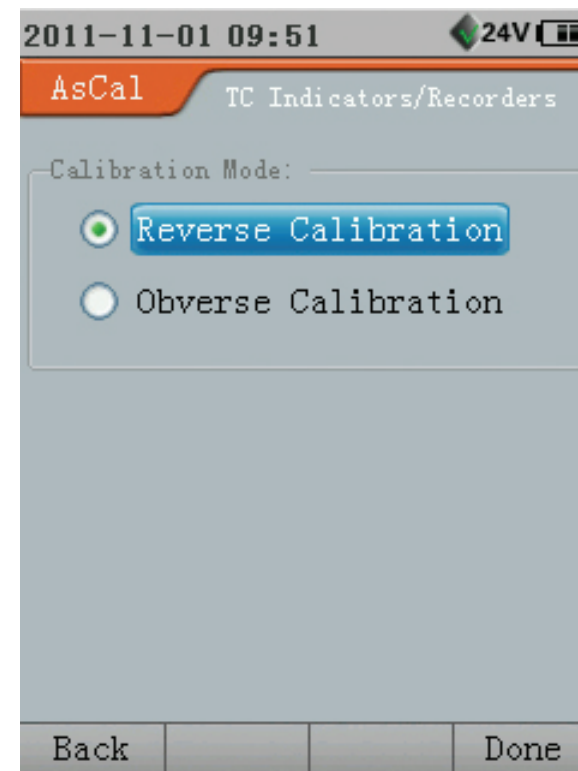 2011-11-01 09:51 24V
AsCal TC Indicators/Recorders
Calibration Mode:
Reverse Calibration
Obverse Calibration
Back Done